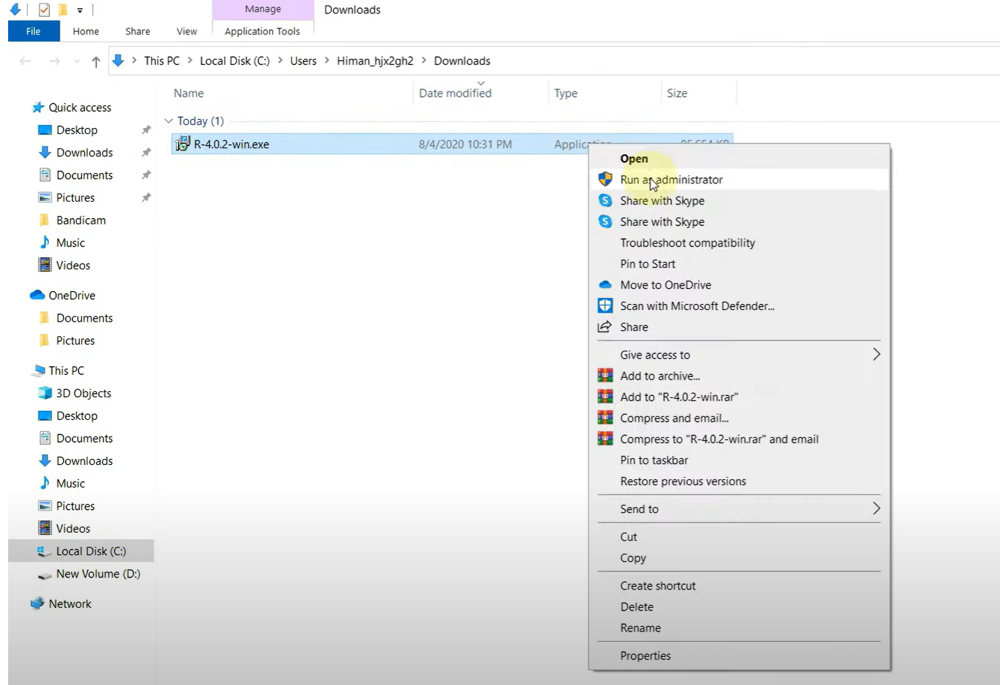 Manage
Downloads
File
Home
Share
View
Application Tools
This PC > Local Disk (C:) > Users > Himan_hjx2gh2 > Downloads
Name
Date modified
Type
Size
Quick access
Desktop
Downloads
Documents
Pictures
Bandicam
Music
Videos
OneDrive
Documents
Pictures
This PC
3D Objects
Desktop
Documents
Downloads
Music
Pictures
Videos
Local Disk (C:)
New Volume (D:)
Network
Today (1)
R-4.0.2-win.exe
8/4/2020 10:31 PM
Application
Open
Run as administrator
Share with Skype
Share with Skype
Troubleshoot compatibility
Pin to Start
Move to OneDrive
Scan with Microsoft Defender...
Share
Give access to
Add to archive...
Add to "R-4.0.2-win.rar"
Compress and email...
Compress to "R-4.0.2-win.rar" and email
Pin to taskbar
Restore previous versions
Send to
Cut
Copy
Create shortcut
Delete
Rename
Properties